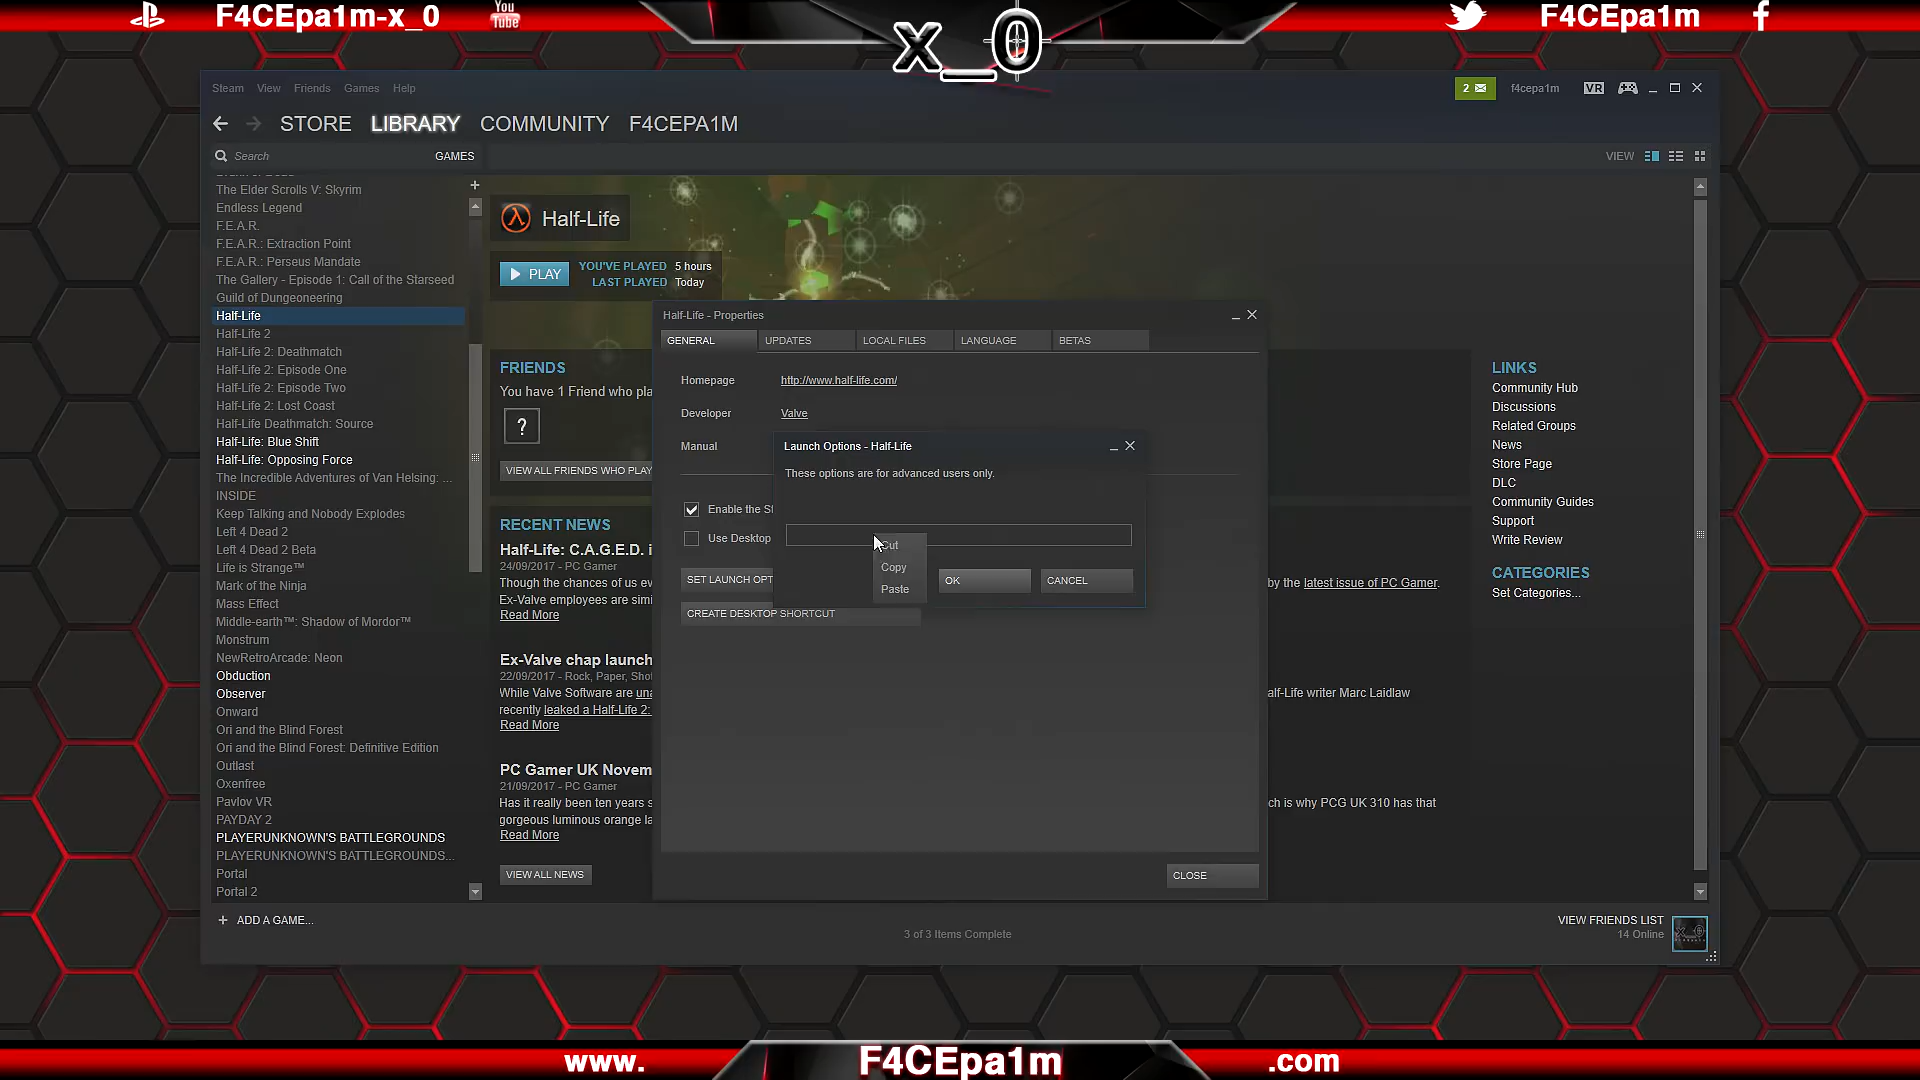 F4CEpa1m-x_0
You
Tube
x_0
F4CEpa1m
Steam View Friends Games Help
2
f4cepa1m
VR
STORE LIBRARY COMMUNITY F4CEPA1M
Search
GAMES
VIEW
The Elder Scrolls V: Skyrim
Endless Legend
F.E.A.R.
F.E.A.R.: Extraction Point
F.E.A.R.: Perseus Mandate
The Gallery - Episode 1: Call of the Starseed
Guild of Dungeoneering
Half-Life
Half-Life 2
Half-Life 2: Deathmatch
Half-Life 2: Episode One
Half-Life 2: Episode Two
Half-Life 2: Lost Coast
Half-Life Deathmatch: Source
Half-Life: Blue Shift
Half-Life: Opposing Force
The Incredible Adventures of Van Helsing: ...
INSIDE
Keep Talking and Nobody Explodes
Left 4 Dead 2
Left 4 Dead 2 Beta
Life is Strange™
Mark of the Ninja
Mass Effect
Middle-earth™: Shadow of Mordor™
Monstrum
NewRetroArcade: Neon
Obduction
Observer
Onward
Ori and the Blind Forest
Ori and the Blind Forest: Definitive Edition
Outlast
Oxenfree
Pavlov VR
PAYDAY 2
PLAYERUNKNOWN'S BATTLEGROUNDS
PLAYERUNKNOWN'S BATTLEGROUNDS...
Portal
Portal 2
+ ADD A GAME...
Half-Life
PLAY
YOU'VE PLAYED 5 hours
LAST PLAYED Today
FRIENDS
You have 1 Friend who pla
?
VIEW ALL FRIENDS WHO PLAY
RECENT NEWS
Half-Life: C.A.G.E.D. i
24/09/2017 - PC Gamer
Though the chances of us ev
Ex-Valve employees are simi
Read More
by the latest issue of PC Gamer.
Ex-Valve chap launch
22/09/2017 - Rock, Paper, Sho
While Valve Software are una
alf-Life writer Marc Laidlaw
recently leaked a Half-Life 2:
Read More
PC Gamer UK Novem
21/09/2017 - PC Gamer
Has it really been ten years s
ch is why PCG UK 310 has that
gorgeous luminous orange la
Read More
VIEW ALL NEWS
Half-Life - Properties
GENERAL UPDATES LOCAL FILES LANGUAGE BETAS
Homepage http://www.half-life.com/
Developer Valve
Manual
Enable the St
Use Desktop
SET LAUNCH OPT
CREATE DESKTOP SHORTCUT
CLOSE
Launch Options - Half-Life
These options are for advanced users only.
Cut
Copy
Paste
OK
CANCEL
LINKS
Community Hub
Discussions
Related Groups
News
Store Page
DLC
Community Guides
Support
Write Review
CATEGORIES
Set Categories...
3 of 3 Items Complete
VIEW FRIENDS LIST
14 Online
x_0
www. F4CEpa1m .com